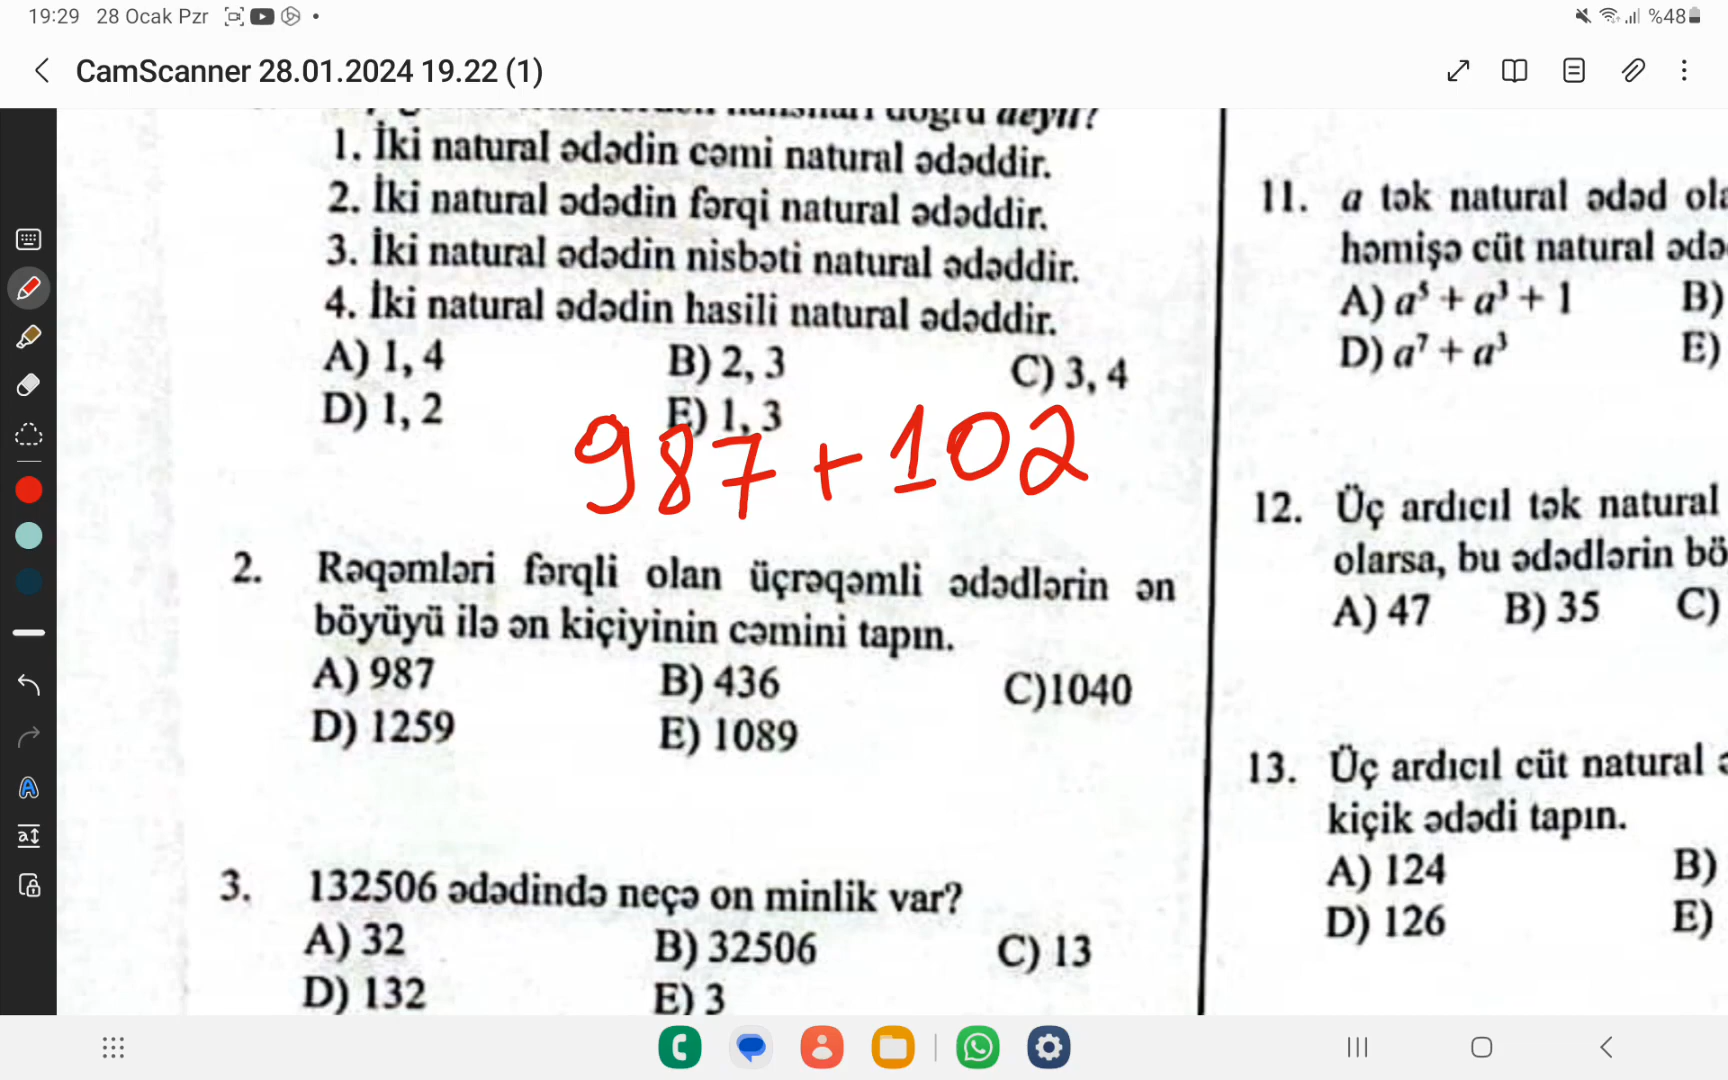 19:29 28 Ocak Pzr
%48
CamScanner 28.01.2024 19.22 (1)
doğru deyil?
1. İki natural ədədin cəmi natural ədəddir.
2. İki natural ədədin fərqi natural ədəddir.
3. İki natural ədədin nisbəti natural ədəddir.
4. İki natural ədədin hasili natural ədəddir.
A) 1, 4 B) 2, 3 C) 3, 4
D) 1, 2 E) 1, 3
987 + 102
2. Rəqəmləri fərqli olan üçrəqəmli ədədlərin ən
böyüyü ilə ən kiçiyinin cəmini tapın.
A) 987 B) 436 C)1040
D) 1259 E) 1089
3. 132506 ədədində neçə on minlik var?
A) 32 B) 32506 C) 13
D) 132 E) 3
11. a tək natural ədəd
həmişə cüt natural
A) a⁵ + a³ + 1 B)
D) a⁷ + a³ E)
12. Üç ardıcıl tək natural
olarsa, bu ədədlərin
A) 47 B) 35 C)
13. Üç ardıcıl cüt natural
kiçik ədədi tapın.
A) 124 B)
D) 126 E)